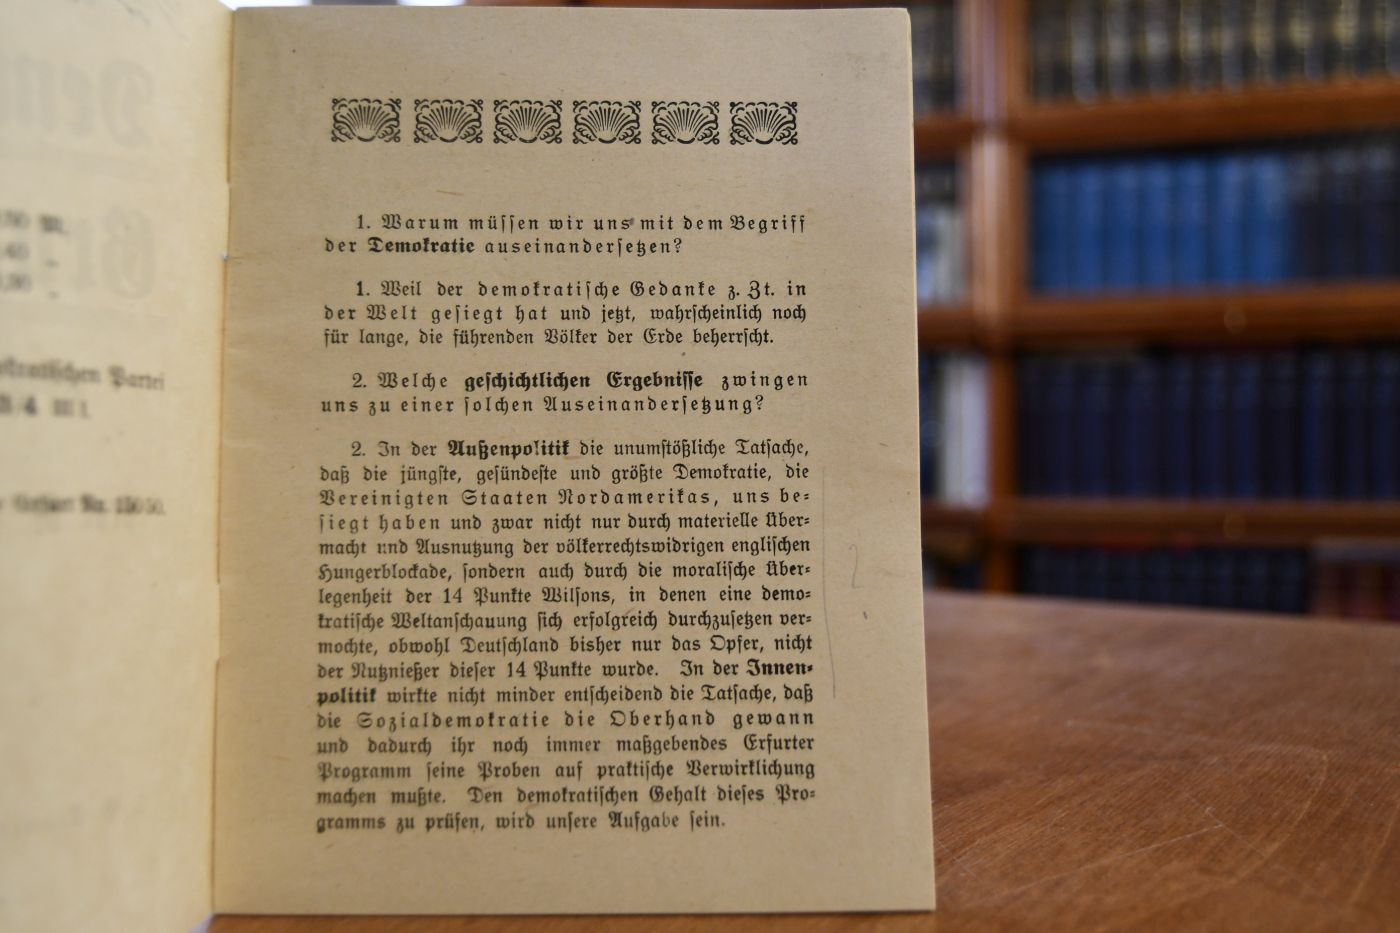 1. Warum müssen wir uns mit dem Begriff
der Demokratie auseinandersetzen?
1. Weil der demokratische Gedanke z. Zt. in
der Welt gesiegt hat und jetzt, wahrscheinlich noch
für lange, die führenden Völker der Erde beherrscht.
2. Welche geschichtlichen Ergebnisse zwingen
uns zu einer solchen Auseinandersetzung?
2. In der Außenpolitik die unumstößliche Tatsache,
daß die jüngste, gesündeste und größte Demokratie, die
Vereinigten Staaten Nordamerikas, uns be-
siegt haben und zwar nicht nur durch materielle Über-
macht und Ausnutzung der völkerrechtswidrigen englischen
Hungerblockade, sondern auch durch die moralische Über-
legenheit der 14 Punkte Wilsons, in denen eine demo-
kratische Weltanschauung sich erfolgreich durchzusetzen ver-
mochte, obwohl Deutschland bisher nur das Opfer, nicht
der Nutznießer dieser 14 Punkte wurde. In der Innen-
politik wirkte nicht minder entscheidend die Tatsache, daß
die Sozialdemokratie die Oberhand gewann
und dadurch ihr noch immer maßgebendes Erfurter
Programm seine Proben auf praktische Verwirklichung
machen mußte. Den demokratischen Gehalt dieses Pro-
gramms zu prüfen, wird unsere Aufgabe sein.
Partei